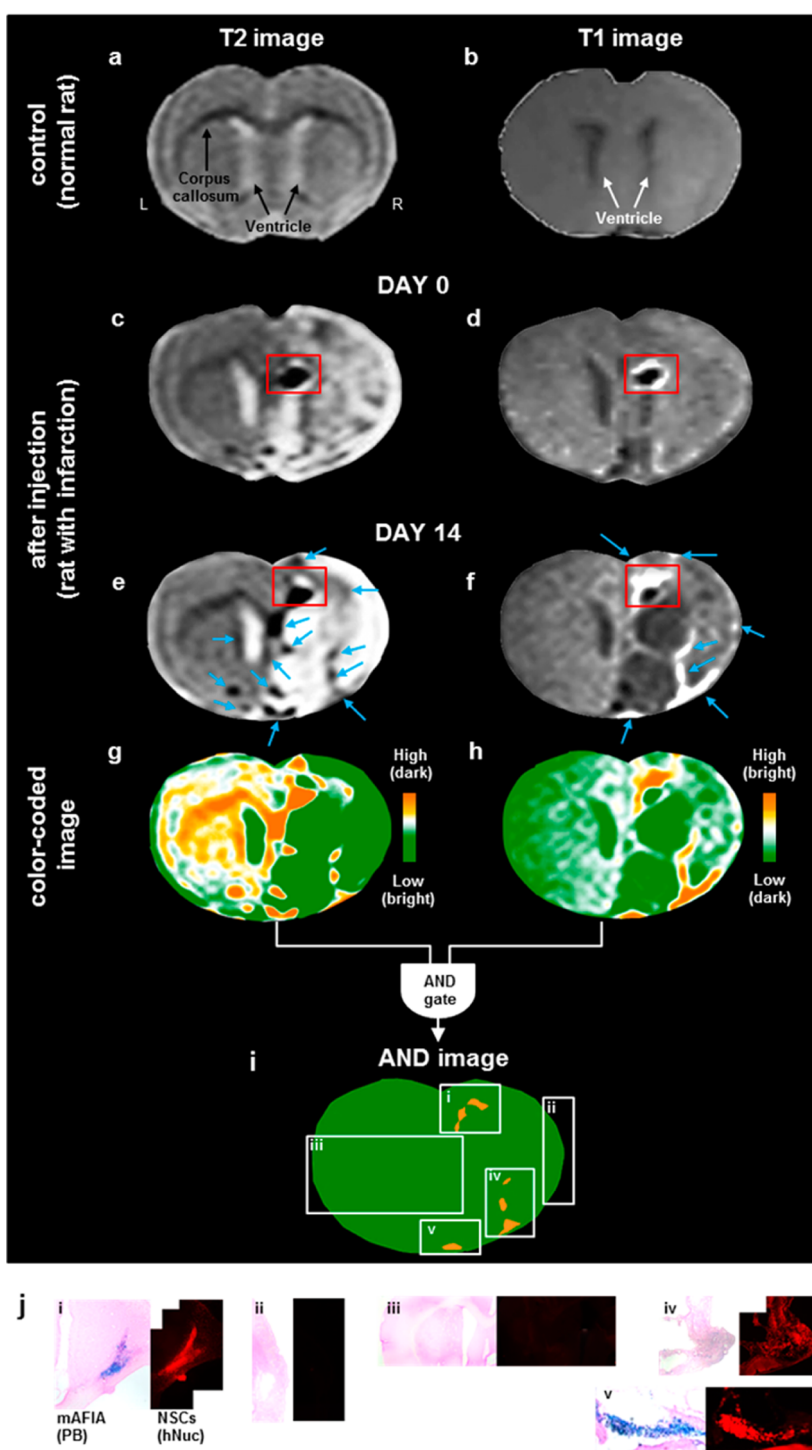 T2 image
T1 image
a
b
control
(normal rat)
Corpus
callosum
Ventricle
L
R
Ventricle
DAY 0
c
d
after injection
(rat with infarction)
DAY 14
e
f
g
High
(dark)
Low
(bright)
h
High
(bright)
Low
(dark)
color-coded
image
AND
gate
i
AND image
i
ii
iii
iv
v
j
i
ii
iii
iv
v
mAFIA
(PB)
NSCs
(hNuc)